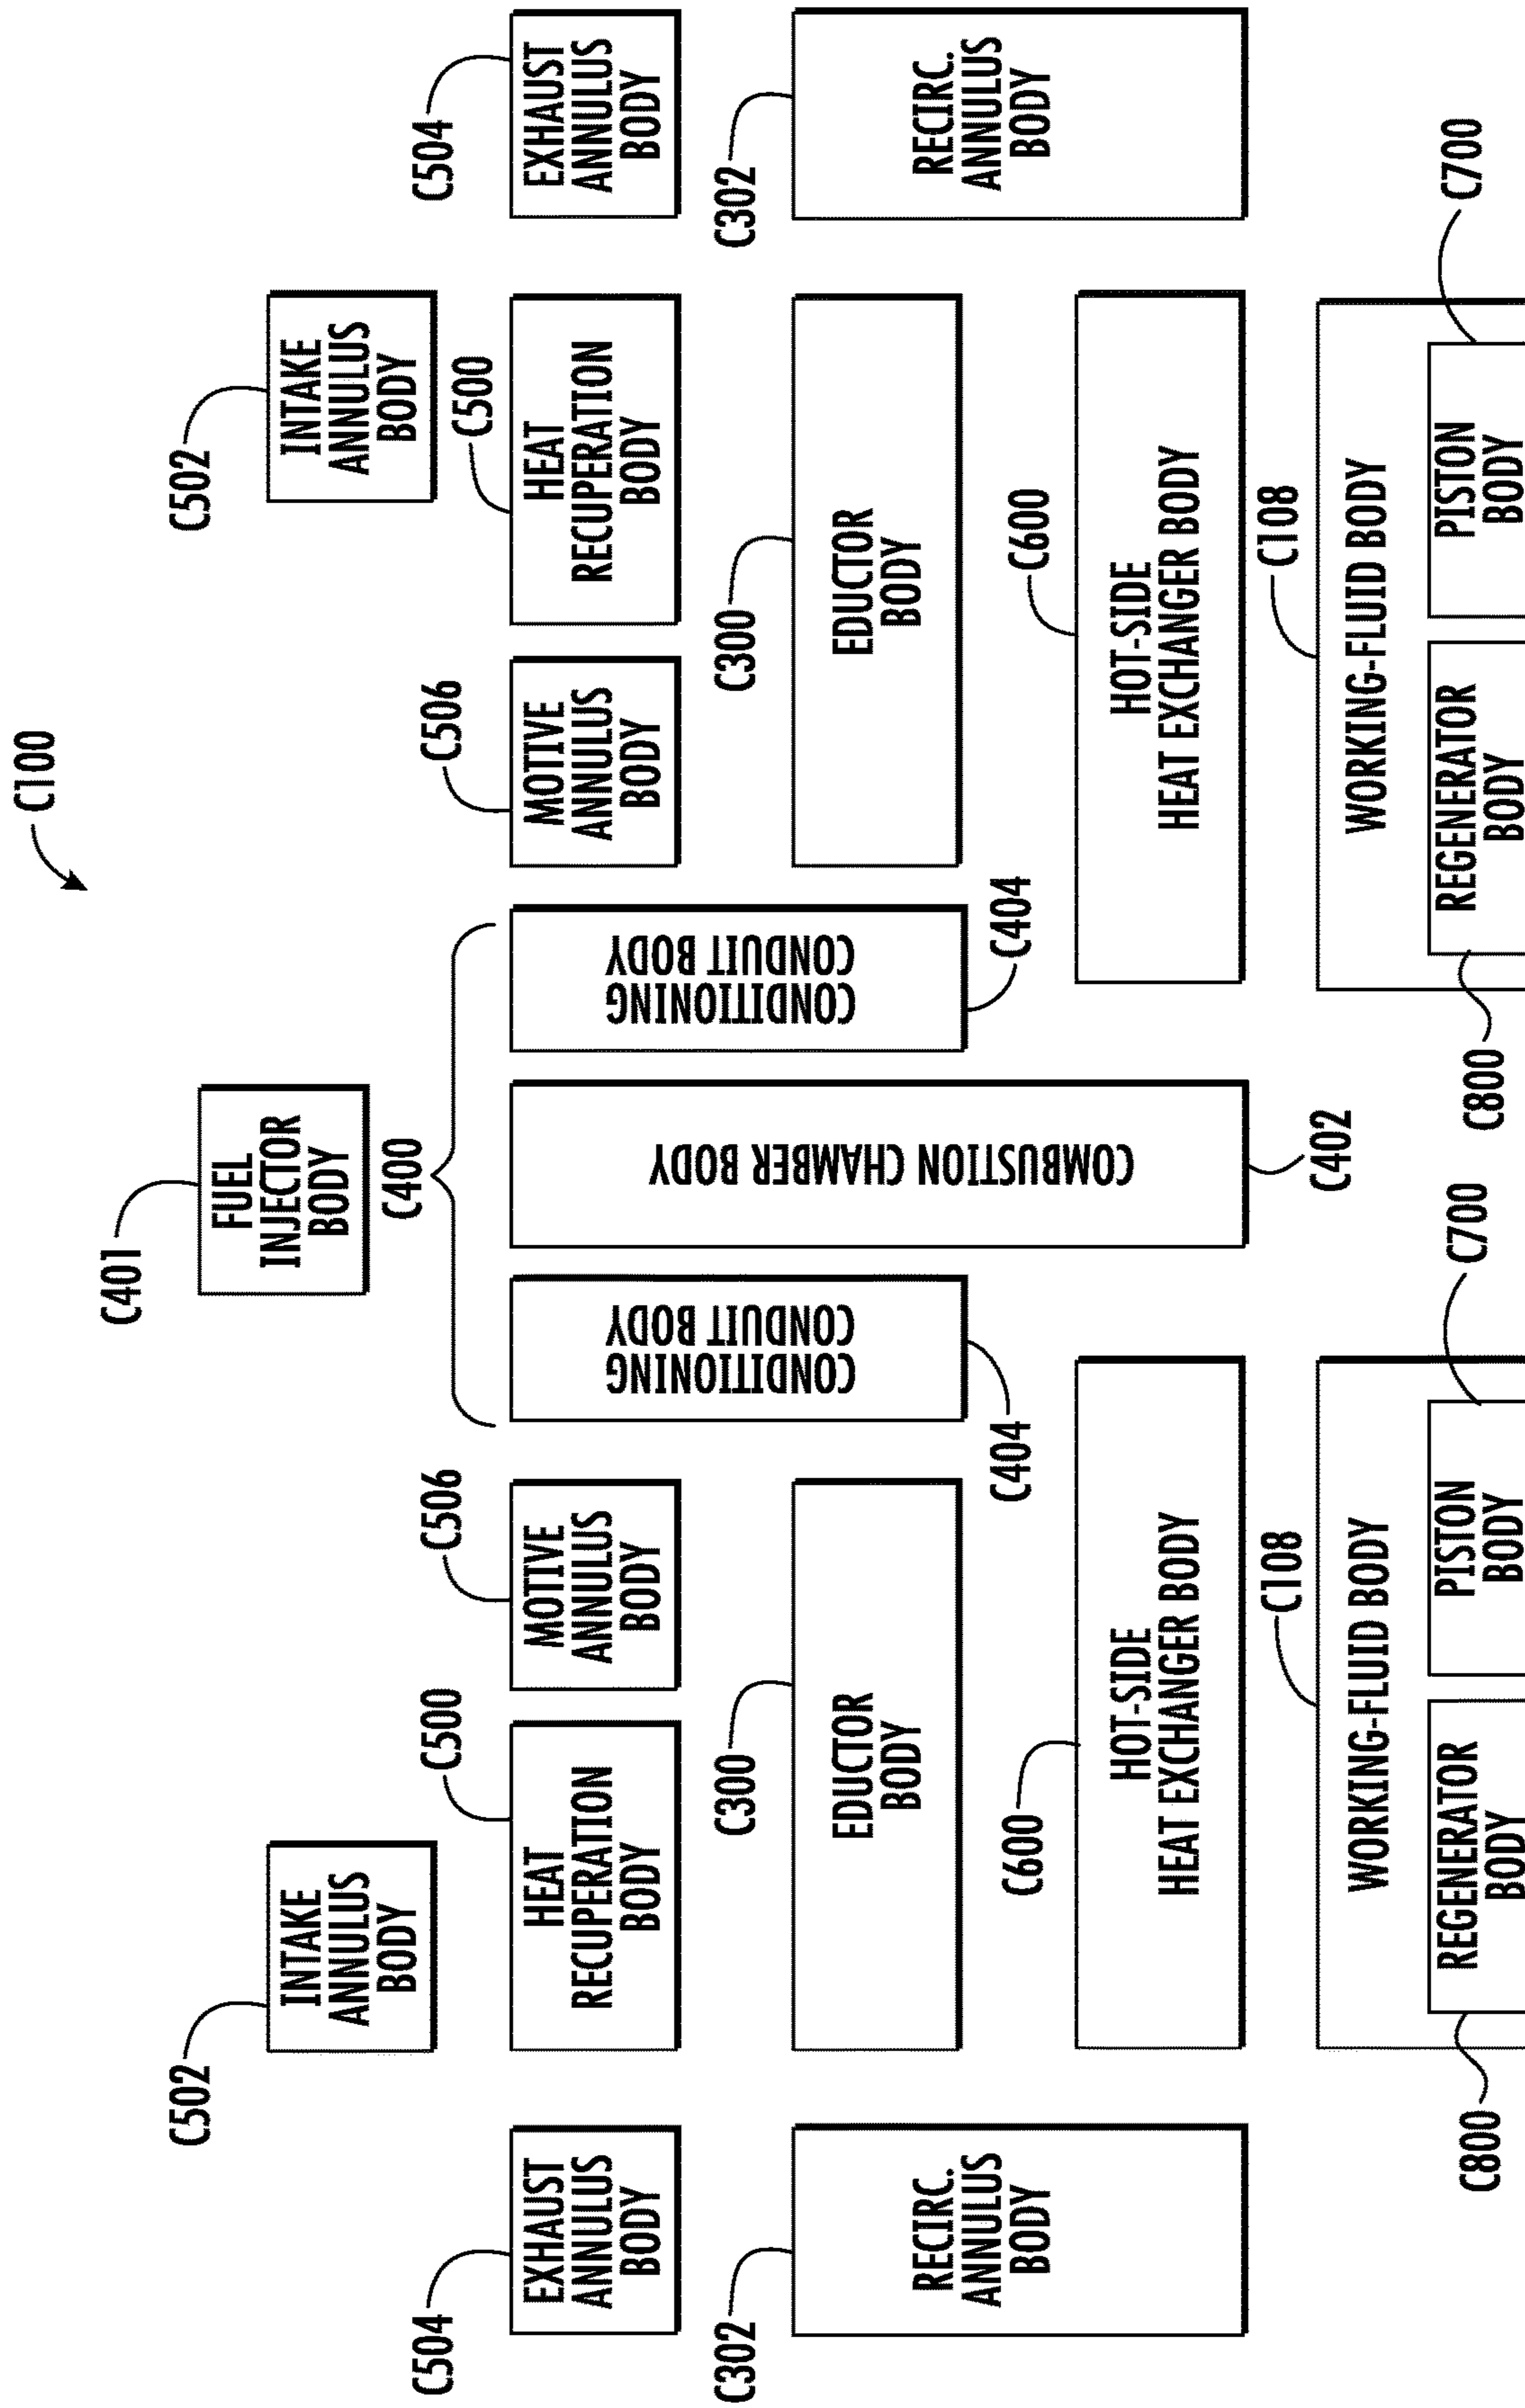 C100
C401
FUEL
INJECTOR
BODY
C502
INTAKE
ANNULUS
BODY
C502
INTAKE
ANNULUS
BODY
C400
C504
EXHAUST
ANNULUS
BODY
C500
HEAT
RECUPERATION
BODY
C506
MOTIVE
ANNULUS
BODY
CONDITIONING
CONDUIT BODY
C404
COMBUSTION CHAMBER BODY
C402
CONDITIONING
CONDUIT BODY
C404
C506
MOTIVE
ANNULUS
BODY
C500
HEAT
RECUPERATION
BODY
C504
EXHAUST
ANNULUS
BODY
C302
RECIRC.
ANNULUS
BODY
C300
EDUCTOR
BODY
C300
EDUCTOR
BODY
C302
RECIRC.
ANNULUS
BODY
C600
HOT-SIDE
HEAT EXCHANGER BODY
C600
HOT-SIDE
HEAT EXCHANGER BODY
C108
WORKING-FLUID BODY
C800
REGENERATOR
BODY
PISTON
BODY
C700
C108
WORKING-FLUID BODY
C800
REGENERATOR
BODY
PISTON
BODY
C700